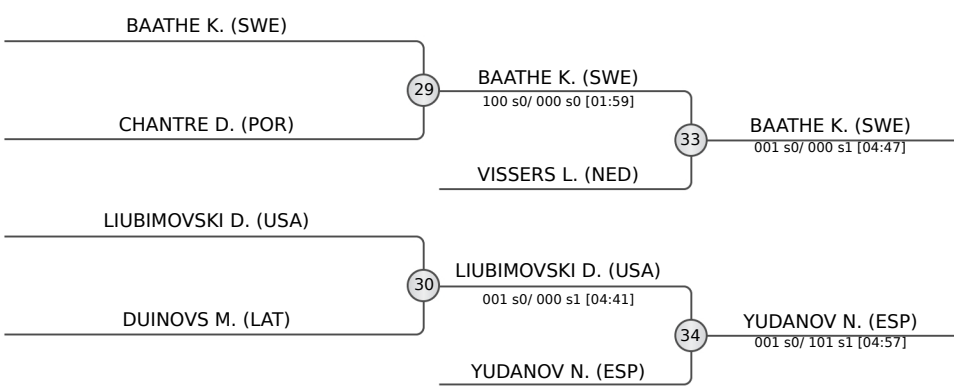 BAATHE K. (SWE)
29
CHANTRE D. (POR)
BAATHE K. (SWE)
100 s0/ 000 s0 [01:59]
33
VISSERS L. (NED)
BAATHE K. (SWE)
001 s0/ 000 s1 [04:47]
LIUBIMOVSKI D. (USA)
30
DUINOVS M. (LAT)
LIUBIMOVSKI D. (USA)
001 s0/ 000 s1 [04:41]
34
YUDANOV N. (ESP)
YUDANOV N. (ESP)
001 s0/ 101 s1 [04:57]